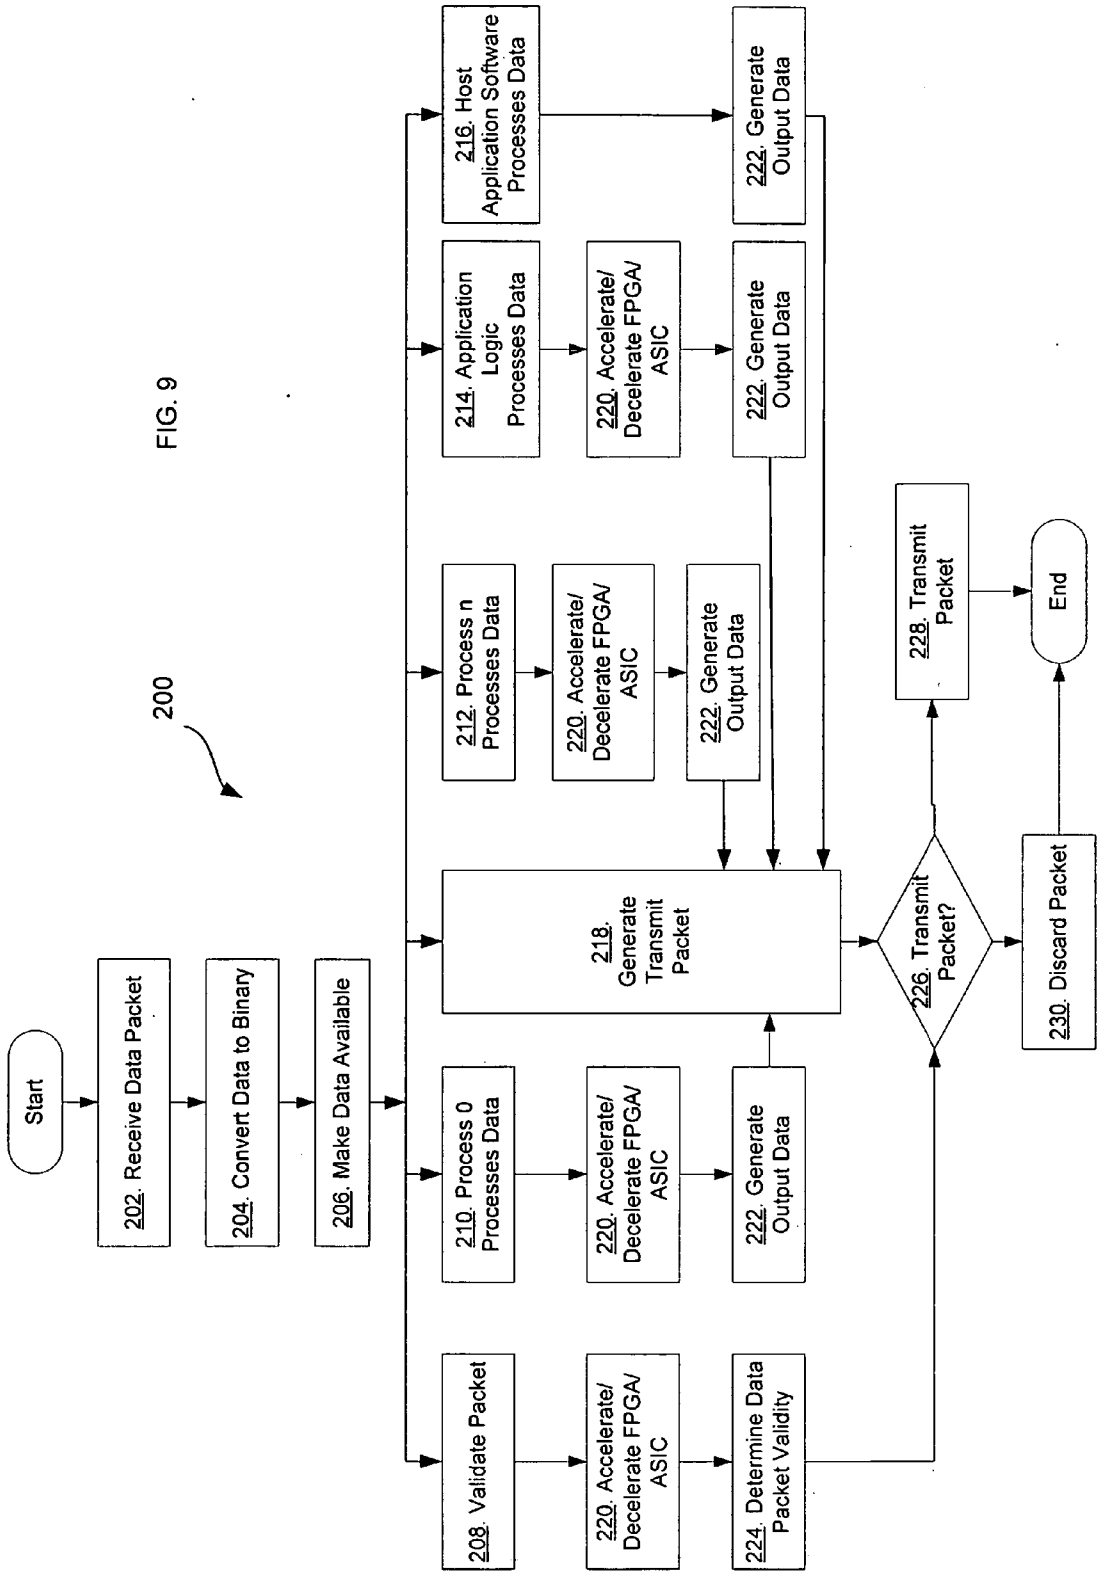 FIG. 9
200
Start
202. Receive Data Packet
204. Convert Data to Binary
206. Make Data Available
208. Validate Packet
210. Process 0
Processes Data
212. Process n
Processes Data
214. Application
Logic
Processes Data
216. Host
Application Software
Processes Data
220. Accelerate/
Decelerate FPGA/
ASIC
220. Accelerate/
Decelerate FPGA/
ASIC
218.
Generate
Transmit
Packet
220. Accelerate/
Decelerate FPGA/
ASIC
220. Accelerate/
Decelerate FPGA/
ASIC
224. Determine Data
Packet Validity
222. Generate
Output Data
222. Generate
Output Data
222. Generate
Output Data
222. Generate
Output Data
226. Transmit
Packet?
228. Transmit
Packet
230. Discard Packet
End